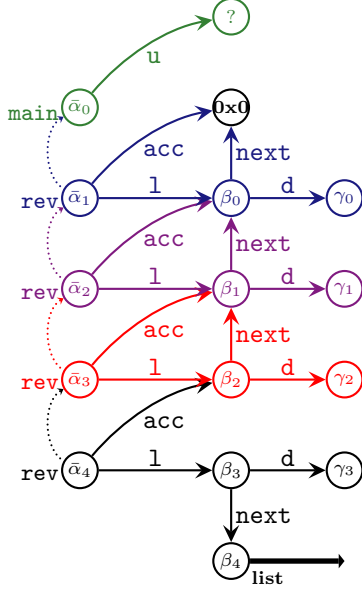 ?
u
main ᾱ₀
0x0
acc
next
rev ᾱ₁ l β₀ d γ₀
acc
next
rev ᾱ₂ l β₁ d γ₁
acc
next
rev ᾱ₃ l β₂ d γ₂
acc
rev ᾱ₄ l β₃ d γ₃
next
β₄
list